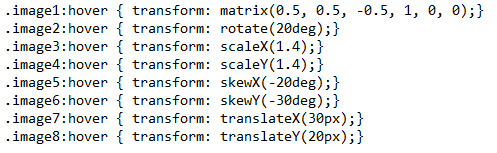 .image1:hover { transform: matrix(0.5, 0.5, -0.5, 1, 0, 0);}
.image2:hover { transform: rotate(20deg);}
.image3:hover { transform: scaleX(1.4);}
.image4:hover { transform: scaleY(1.4);}
.image5:hover { transform: skewX(-20deg);}
.image6:hover { transform: skewY(-30deg);}
.image7:hover { transform: translateX(30px);}
.image8:hover { transform: translateY(20px);}